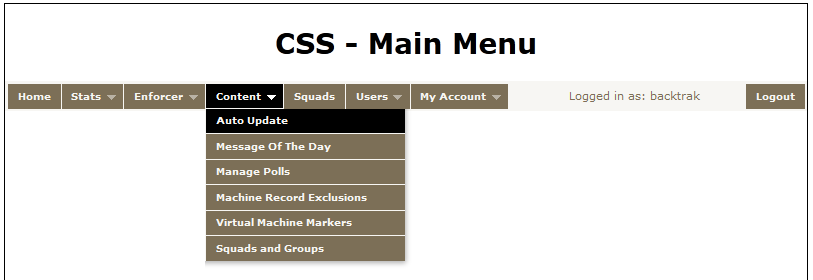 CSS - Main Menu
Home Stats Enforcer Content Squads Users My Account Logged in as: backtrak Logout
Auto Update
Message Of The Day
Manage Polls
Machine Record Exclusions
Virtual Machine Markers
Squads and Groups